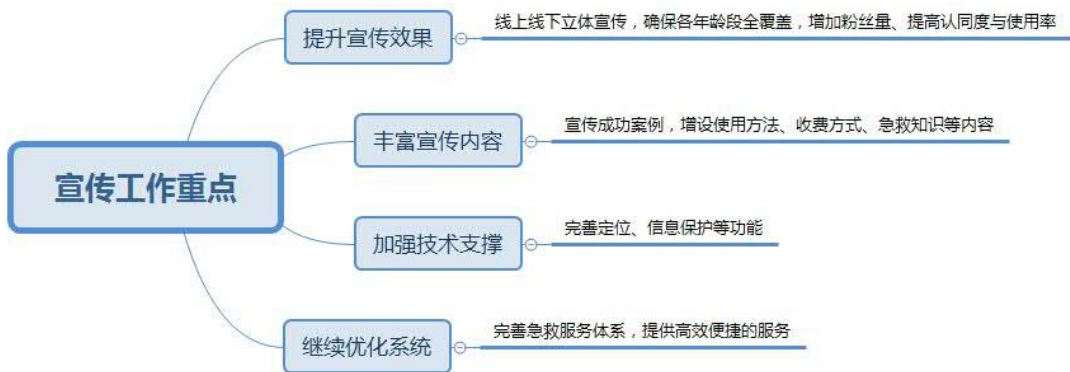 宣传工作重点
提升宣传效果
线上线下立体宣传，确保各年龄段全覆盖，增加粉丝量、提高认同度与使用率
丰富宣传内容
宣传成功案例，增设使用方法、收费方式、急救知识等内容
加强技术支撑
完善定位、信息保护等功能
继续优化系统
完善急救服务体系，提供高效便捷的服务